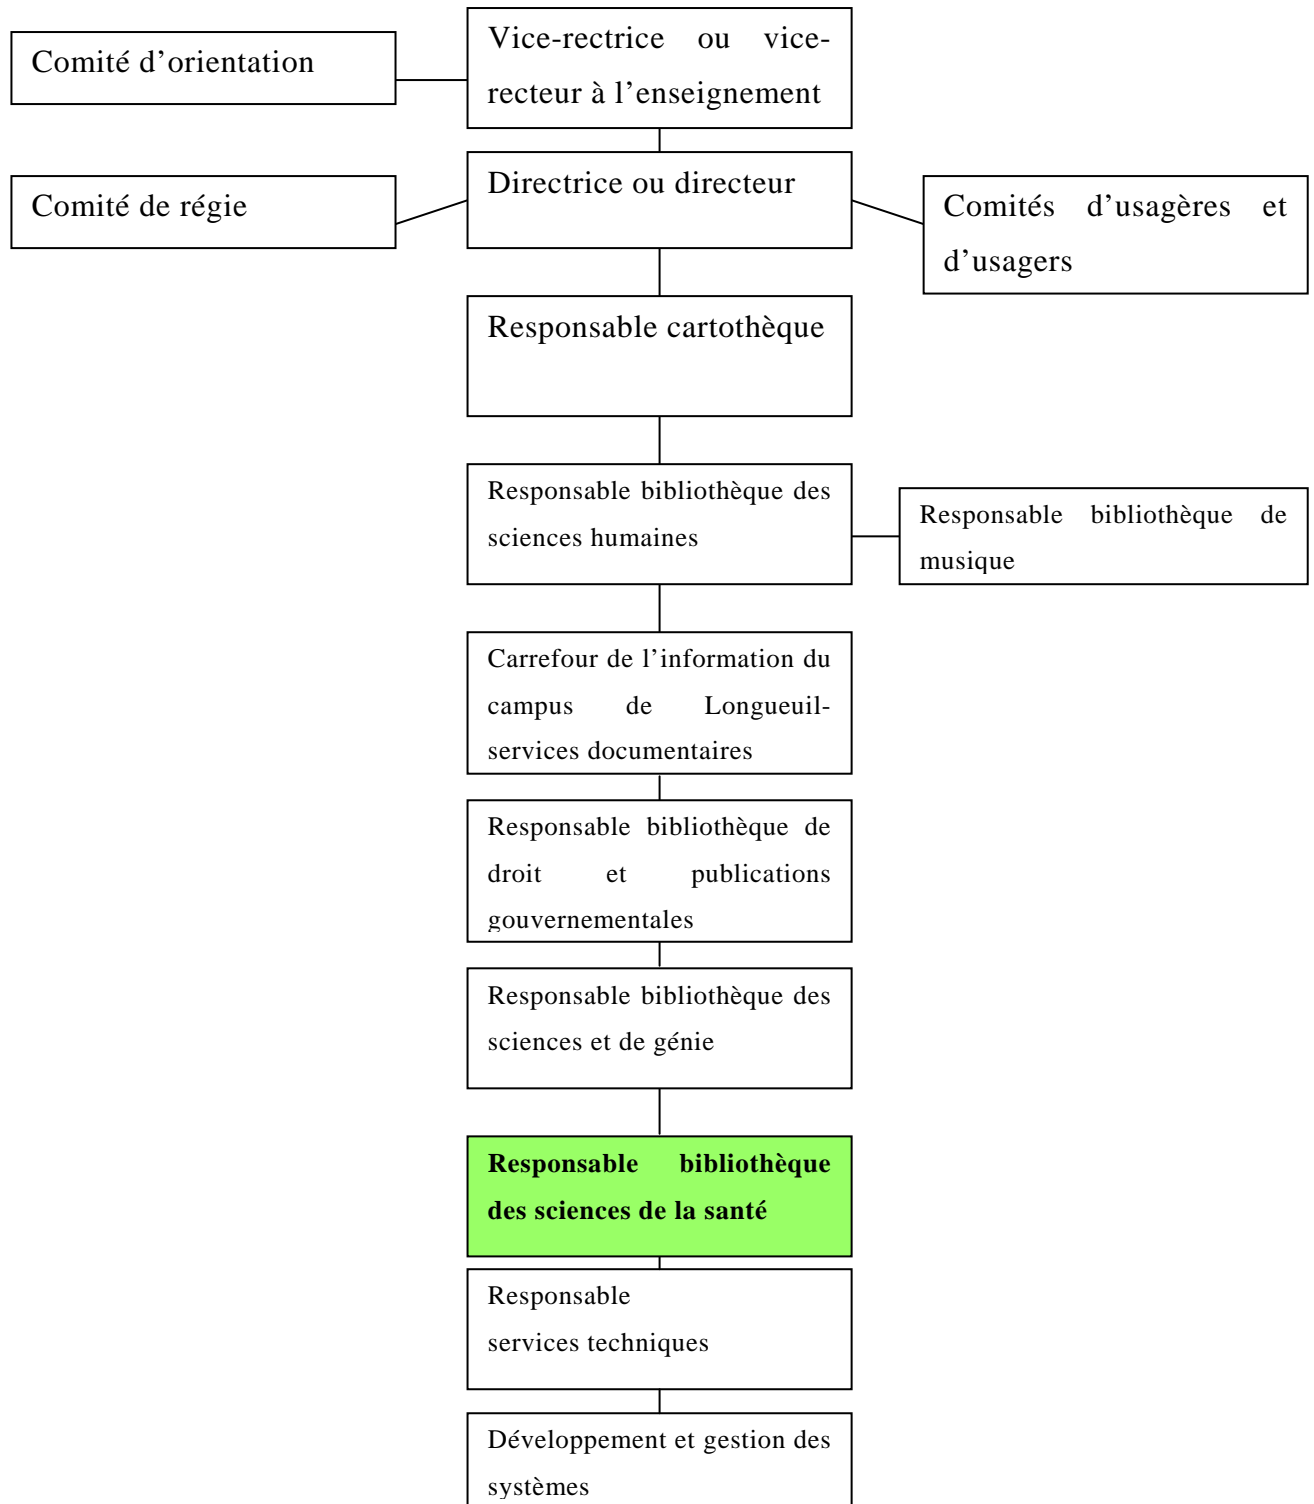 Comité d’orientation
Vice-rectrice ou vice-
recteur à l’enseignement
Comité de régie
Directrice ou directeur
Comités d’usagères et
d’usagers
Responsable cartothèque
Responsable bibliothèque des
sciences humaines
Responsable bibliothèque de
musique
Carrefour de l’information du
campus de Longueuil-
services documentaires
Responsable bibliothèque de
droit et publications
gouvernementales
Responsable bibliothèque des
sciences et de génie
Responsable bibliothèque
des sciences de la santé
Responsable
services techniques
Développement et gestion des
systèmes